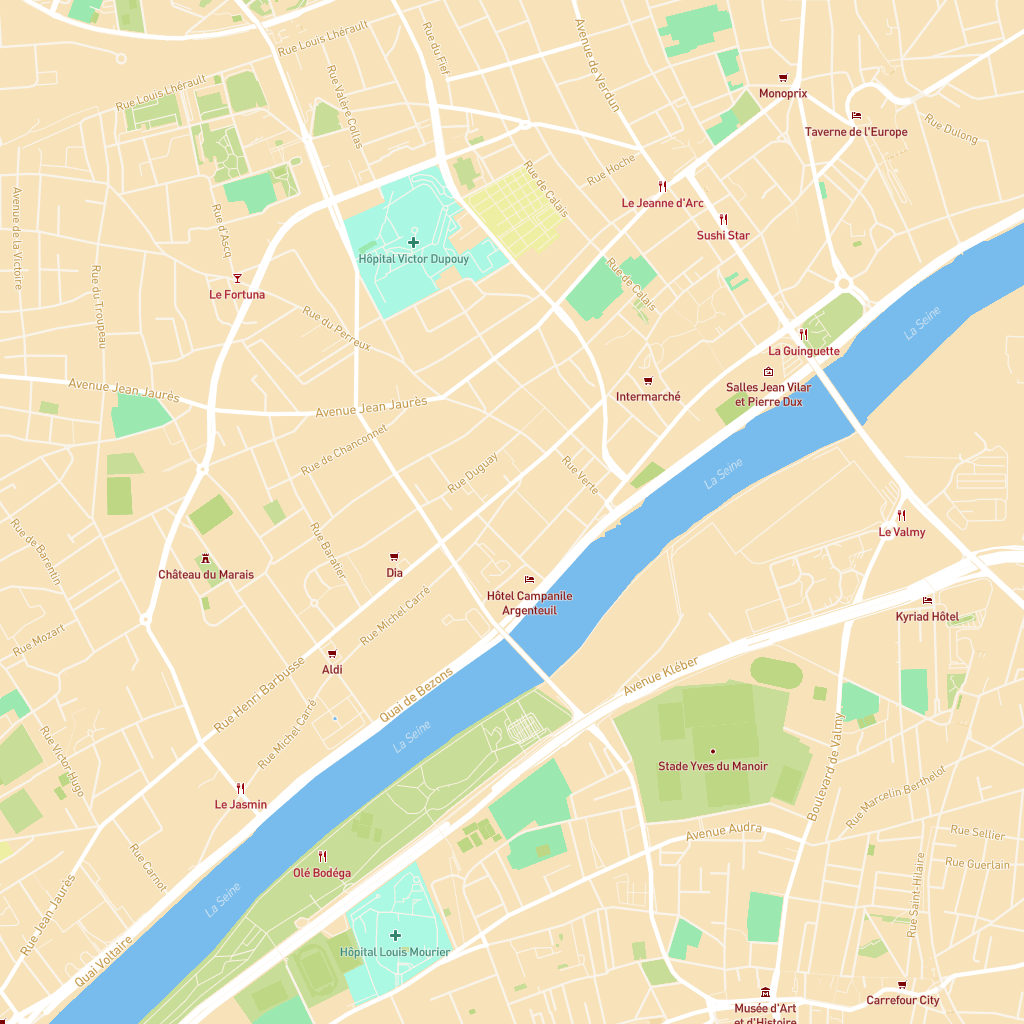 Rue Louis Lhérault
Rue du Fief
Avenue de Verdun
Rue Louis Lhérault
Rue Valère Collas
Monoprix
Taverne de l'Europe
Rue Dulong
Rue Hoche
Rue de Calais
Le Jeanne d'Arc
Sushi Star
Avenue de la Victoire
Rue d'Ascq
Hôpital Victor Dupouy
Rue du Troupeau
Le Fortuna
Rue de Calais
Rue du Perreux
La Seine
La Guinguette
Avenue Jean Jaurès
Intermarché
Salles Jean Vilar
et Pierre Dux
Avenue Jean Jaurès
Rue de Chanconnet
Rue Duguay
Rue Verte
La Seine
Le Valmy
Rue de Barentin
Rue Baratier
Château du Marais
Dia
Hôtel Campanile
Argenteuil
Rue Michel Carré
Kyriad Hôtel
Rue Mozart
Aldi
Avenue Kléber
Quai de Bezons
Rue Henri Barbusse
La Seine
Rue Michel Carré
Rue Victor Hugo
Stade Yves du Manoir
Boulevard de Valmy
Rue Marcelin Berthelot
Le Jasmin
Avenue Audra
Rue Sellier
Rue Guerlain
Rue Carnot
Olé Bodéga
La Seine
Rue Saint-Hilaire
Rue Jean Jaurès
Hôpital Louis Mourier
Quai Voltaire
Carrefour City
Musée d'Art
et d'Histoire